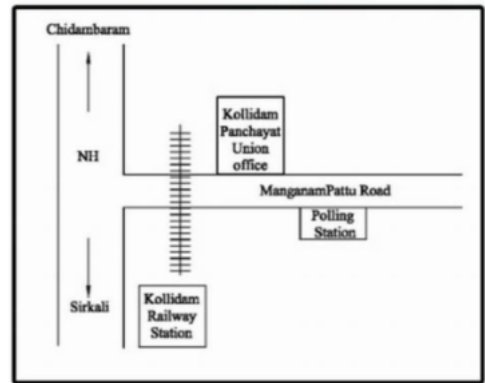 Chidambaram
Kollidam
Panchayat
Union
office
NH
ManganamPattu Road
Polling
Station
Sirkali
Kollidam
Railway
Station